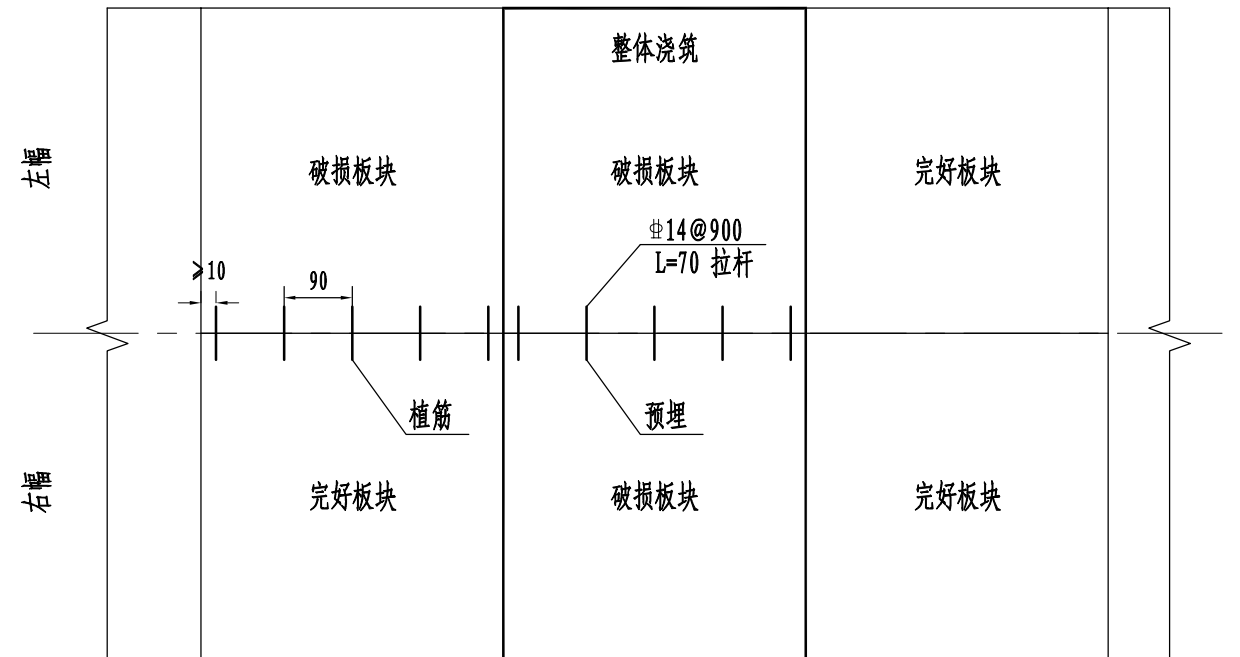 整体浇筑
左幅
破损板块
破损板块
完好板块
⌽14@900
L=70 拉杆
≥10
90
植筋
预埋
右幅
完好板块
破损板块
完好板块